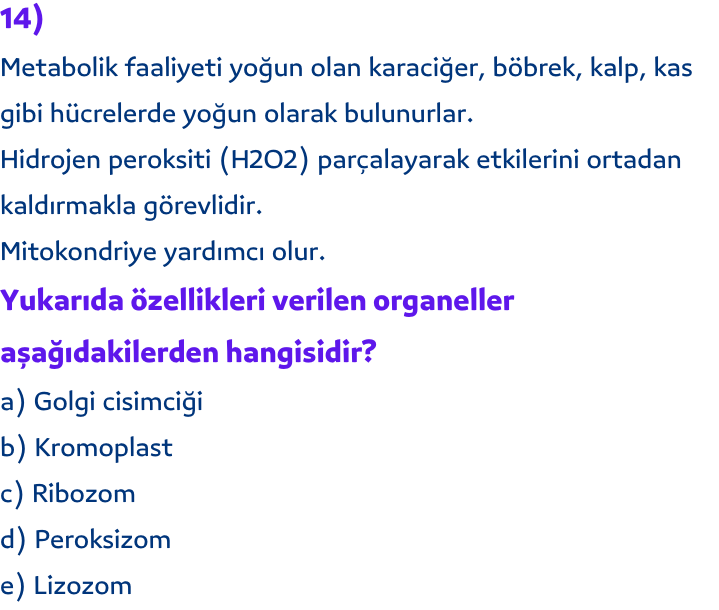 14)
Metabolik faaliyeti yoğun olan karaciğer, böbrek, kalp, kas
gibi hücrelerde yoğun olarak bulunurlar.
Hidrojen peroksiti (H2O2) parçalayarak etkilerini ortadan
kaldırmakla görevlidir.
Mitokondriye yardımcı olur.
Yukarıda özellikleri verilen organeller
aşağıdakilerden hangisidir?
a) Golgi cisimciği
b) Kromoplast
c) Ribozom
d) Peroksizom
e) Lizozom